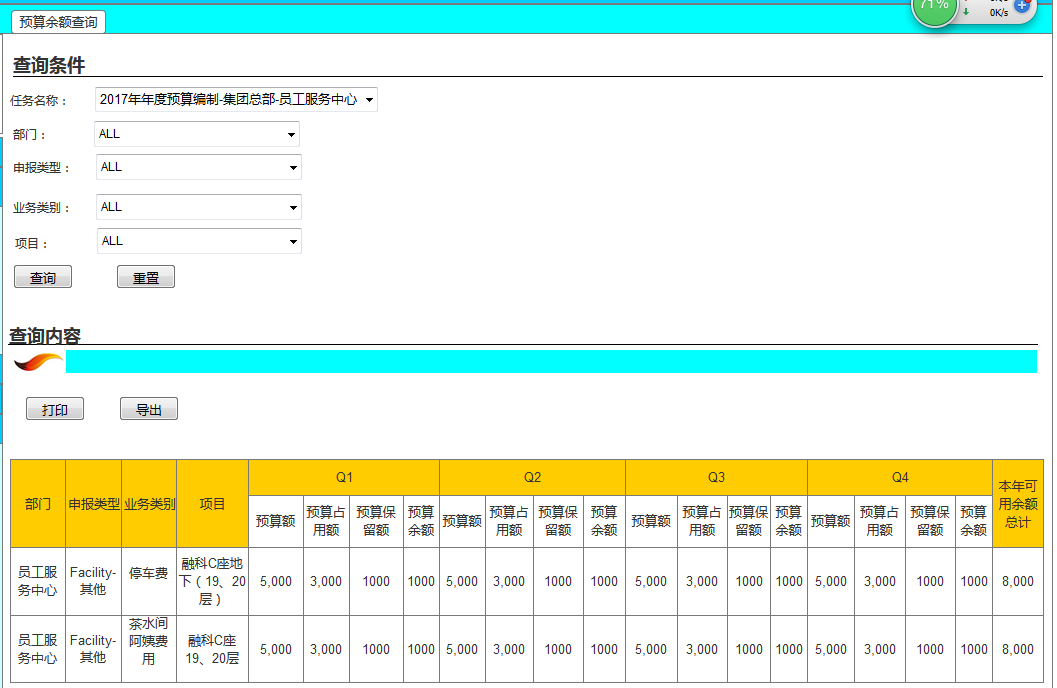 71%
0K/s
预算余额查询
查询条件
任务名称： 2017年年度预算编制-集团总部-员工服务中心
部门： ALL
申报类型： ALL
业务类别： ALL
项目： ALL
查询 重置
查询内容
打印 导出
部门 申报类型 业务类别 项目 Q1 Q2 Q3 Q4 本年可用余额总计
预算额 预算占用额 预算保留额 预算余额 预算额 预算占用额 预算保留额 预算余额 预算额 预算占用额 预算保留额 预算余额 预算额 预算占用额 预算保留额 预算余额
员工服务中心 Facility-其他 停车费 融科C座地下（19、20层） 5,000 3,000 1000 1000 5,000 3,000 1000 1000 5,000 3,000 1000 1000 5,000 3,000 1000 1000 8,000
员工服务中心 Facility-其他 茶水间阿姨费用 融科C座19、20层 5,000 3,000 1000 1000 5,000 3,000 1000 1000 5,000 3,000 1000 1000 5,000 3,000 1000 1000 8,000